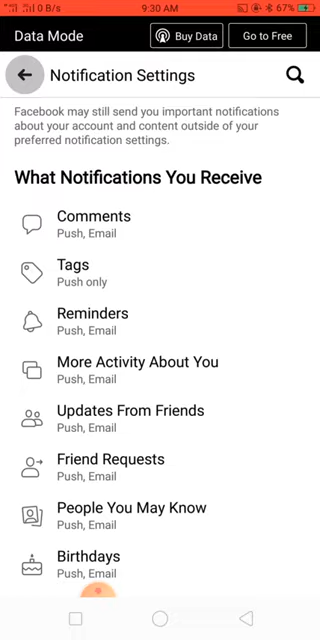 0 B/s
9:30 AM
67%
Data Mode
Buy Data
Go to Free
Notification Settings
Facebook may still send you important notifications
about your account and content outside of your
preferred notification settings.
What Notifications You Receive
Comments
Push, Email
Tags
Push only
Reminders
Push, Email
More Activity About You
Push, Email
Updates From Friends
Push, Email
Friend Requests
Push, Email
People You May Know
Push, Email
Birthdays
Push, Email